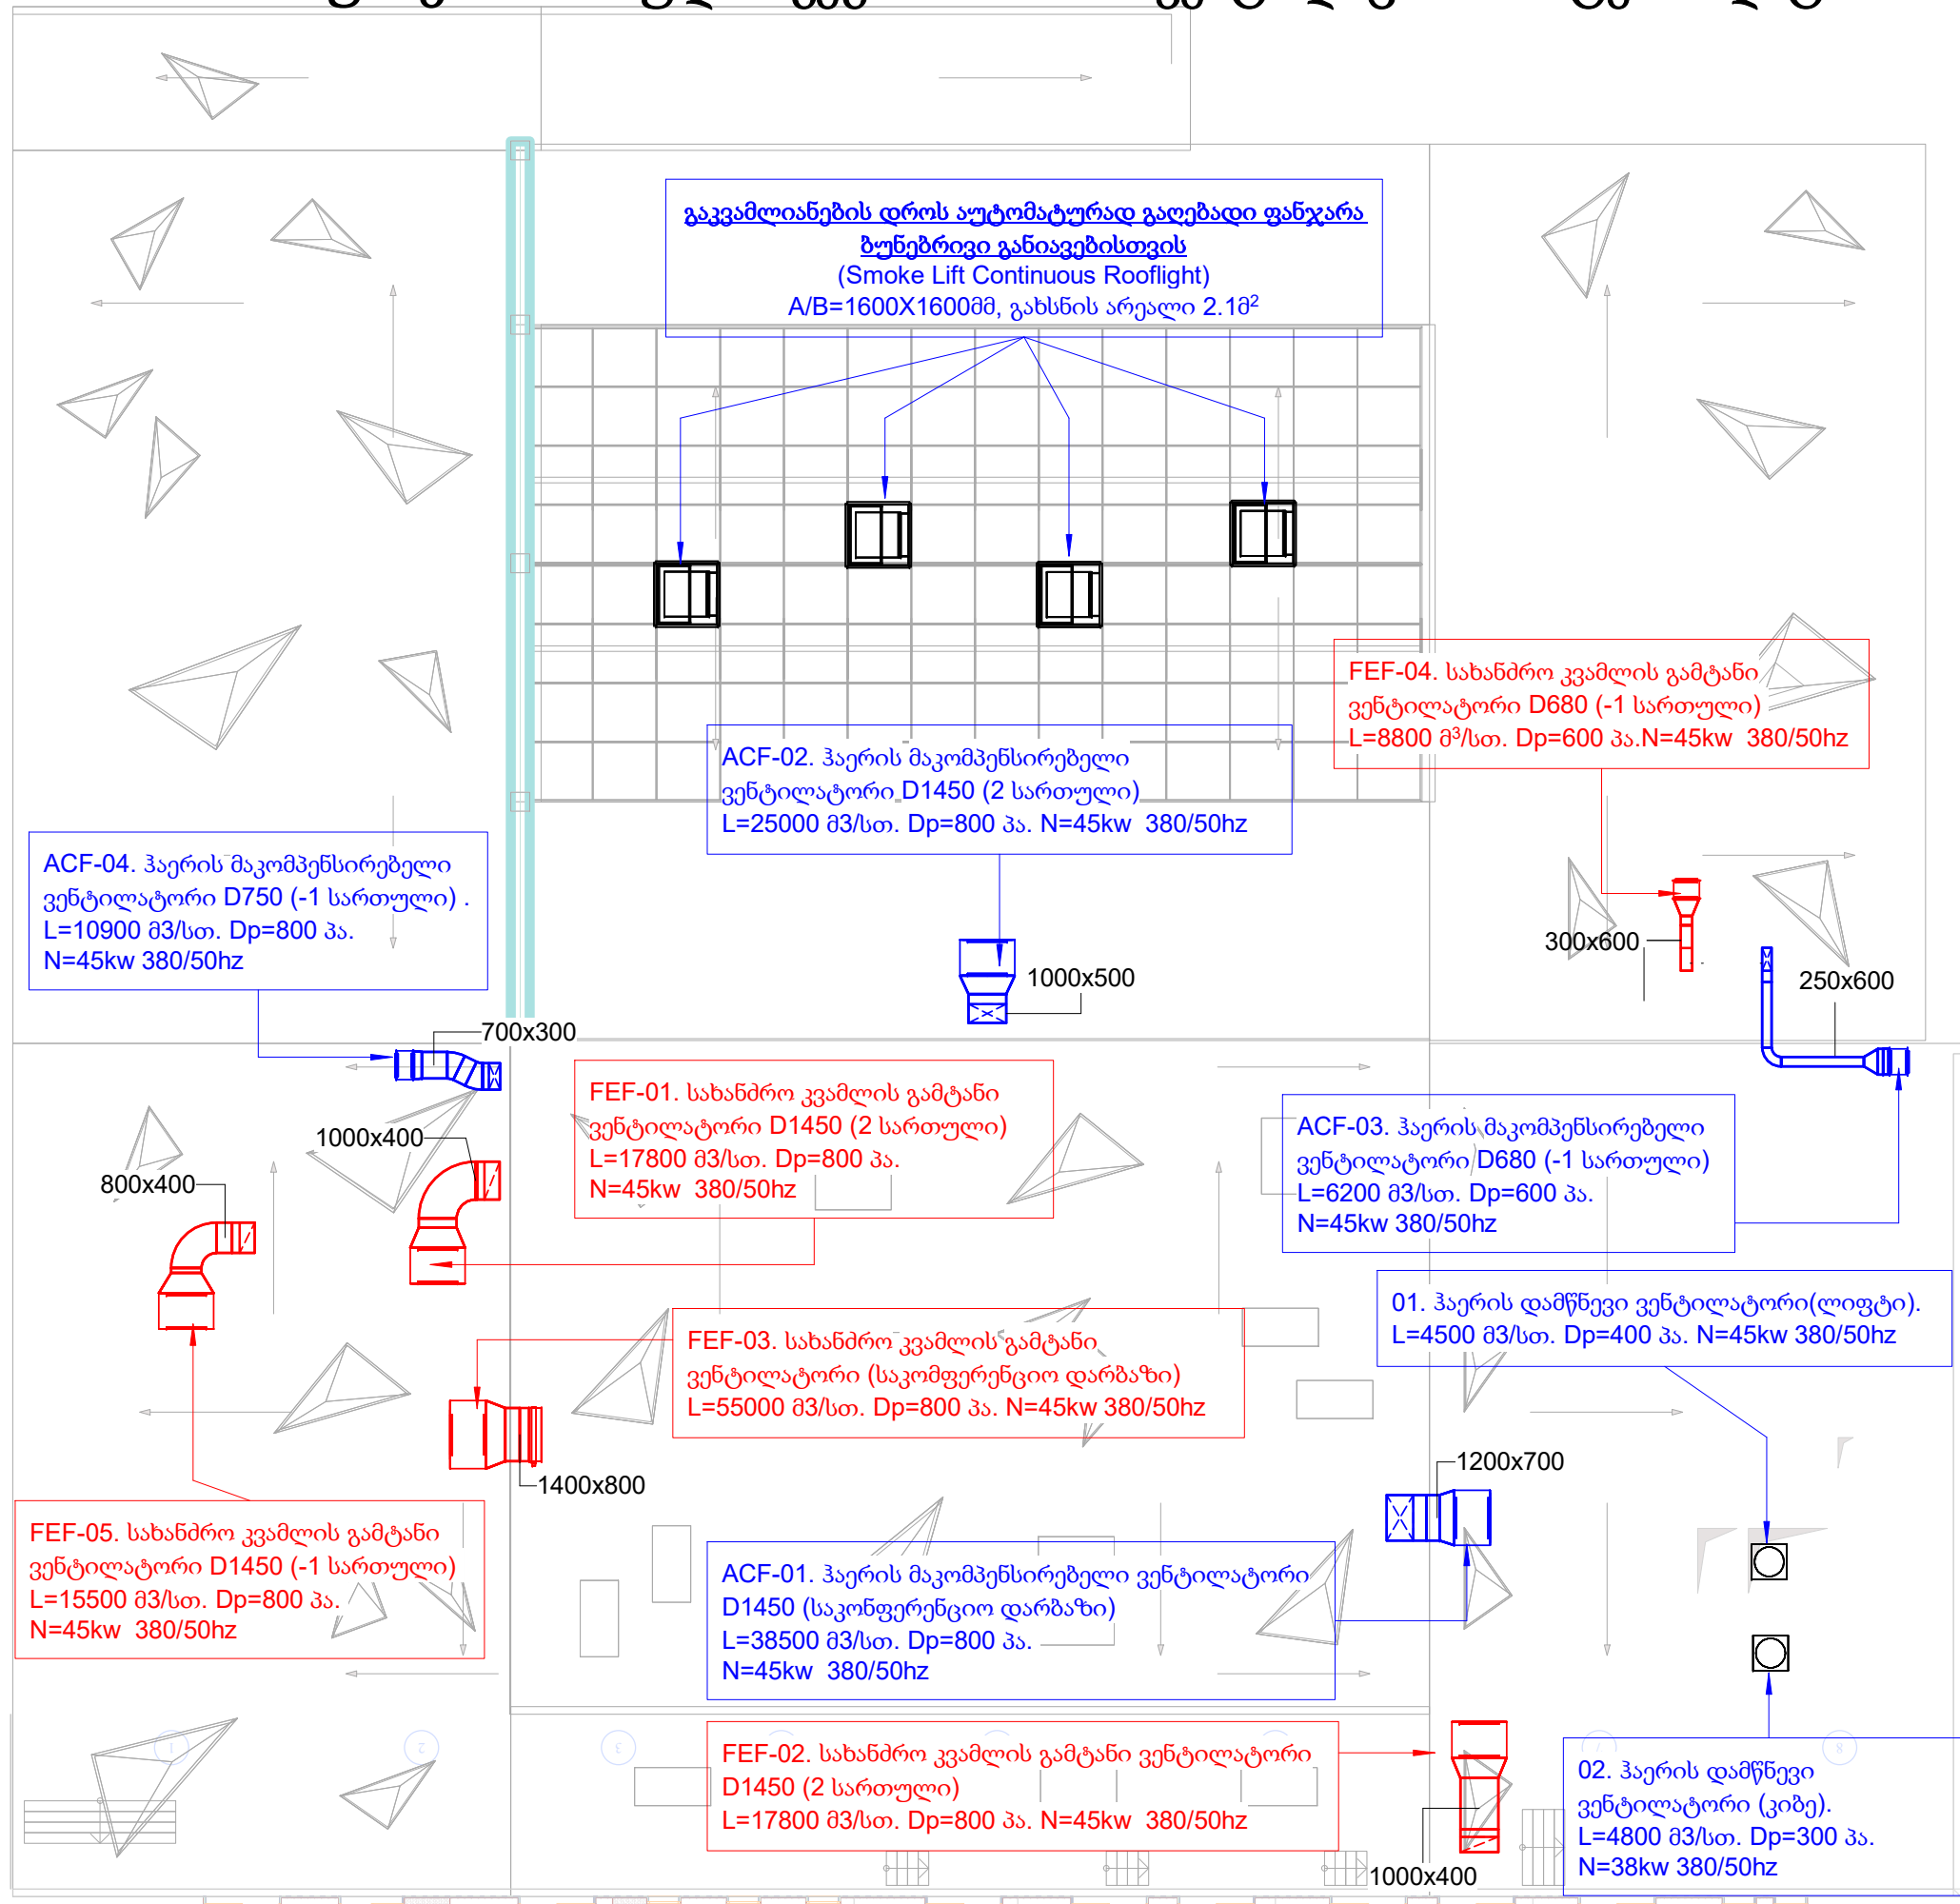 გაკვამლიანების დროს აუტომატურად გაღებადი ფანჯარა
ბუნებრივი განიავებისთვის
(Smoke Lift Continuous Rooflight)
A/B=1600X1600მმ, გახსნის არეალი 2.1მ²
FEF-04. სახანძრო კვამლის გამტანი
ვენტილატორი D680 (-1 სართული)
L=8800 მ³/სთ. Dp=600 პა.N=45kw 380/50hz
ACF-02. ჰაერის მაკომპენსირებელი
ვენტილატორი D1450 (2 სართული)
L=25000 მ3/სთ. Dp=800 პა. N=45kw 380/50hz
ACF-04. ჰაერის მაკომპენსირებელი
ვენტილატორი D750 (-1 სართული) .
L=10900 მ3/სთ. Dp=800 პა.
N=45kw 380/50hz
300x600
1000x500
250x600
700x300
FEF-01. სახანძრო კვამლის გამტანი
ვენტილატორი D1450 (2 სართული)
L=17800 მ3/სთ. Dp=800 პა.
N=45kw 380/50hz
ACF-03. ჰაერის მაკომპენსირებელი
ვენტილატორი D680 (-1 სართული)
L=6200 მ3/სთ. Dp=600 პა.
N=45kw 380/50hz
1000x400
800x400
01. ჰაერის დამწნევი ვენტილატორი(ლიფტი).
L=4500 მ3/სთ. Dp=400 პა. N=45kw 380/50hz
FEF-03. სახანძრო კვამლის გამტანი
ვენტილატორი (საკომფერენციო დარბაზი)
L=55000 მ3/სთ. Dp=800 პა. N=45kw 380/50hz
1200x700
1400x800
FEF-05. სახანძრო კვამლის გამტანი
ვენტილატორი D1450 (-1 სართული)
L=15500 მ3/სთ. Dp=800 პა.
N=45kw 380/50hz
ACF-01. ჰაერის მაკომპენსირებელი ვენტილატორი
D1450 (საკონფერენციო დარბაზი)
L=38500 მ3/სთ. Dp=800 პა.
N=45kw 380/50hz
1
2
3
7
8
FEF-02. სახანძრო კვამლის გამტანი ვენტილატორი
D1450 (2 სართული)
L=17800 მ3/სთ. Dp=800 პა. N=45kw 380/50hz
02. ჰაერის დამწნევი
ვენტილატორი (კიბე).
L=4800 მ3/სთ. Dp=300 პა.
N=38kw 380/50hz
1000x400